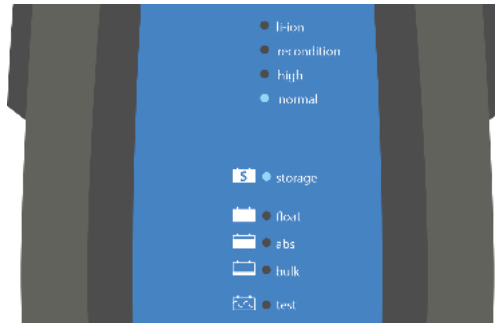 li-ion
recondition
high
normal
S storage
float
abs
bulk
test